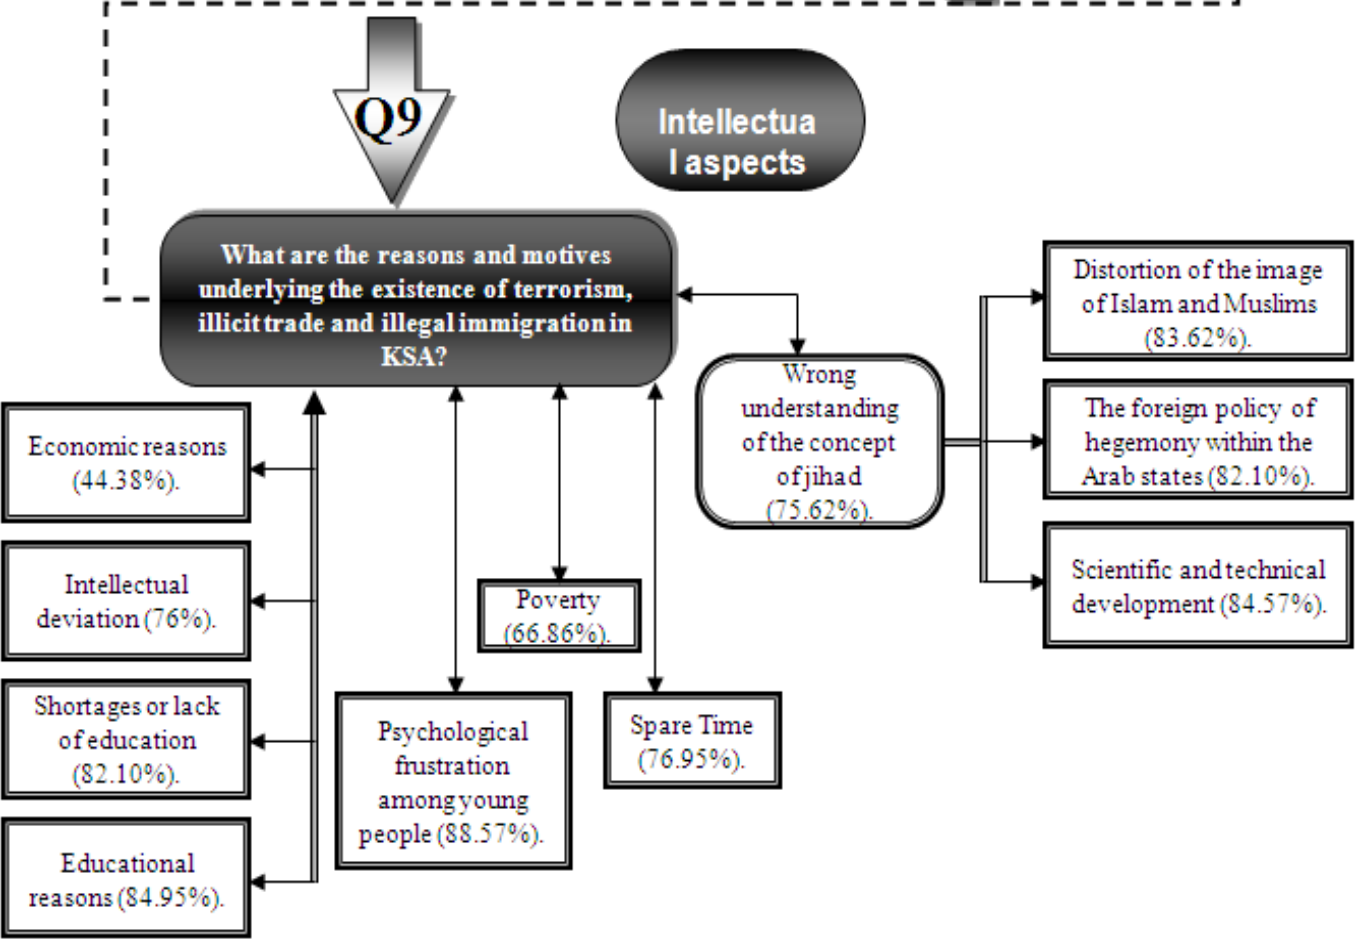 Q9
Intellectua
l aspects
What are the reasons and motives
underlying the existence of terrorism,
illicit trade and illegal immigration in
KSA?
Economic reasons
(44.38%).
Intellectual
deviation (76%).
Shortages or lack
of education
(82.10%).
Educational
reasons (84.95%).
Psychological
frustration
among young
people (88.57%).
Poverty
(66.86%).
Spare Time
(76.95%).
Wrong
understanding
of the concept
of jihad
(75.62%).
Distortion of the image
of Islam and Muslims
(83.62%).
The foreign policy of
hegemony within the
Arab states (82.10%).
Scientific and technical
development (84.57%).